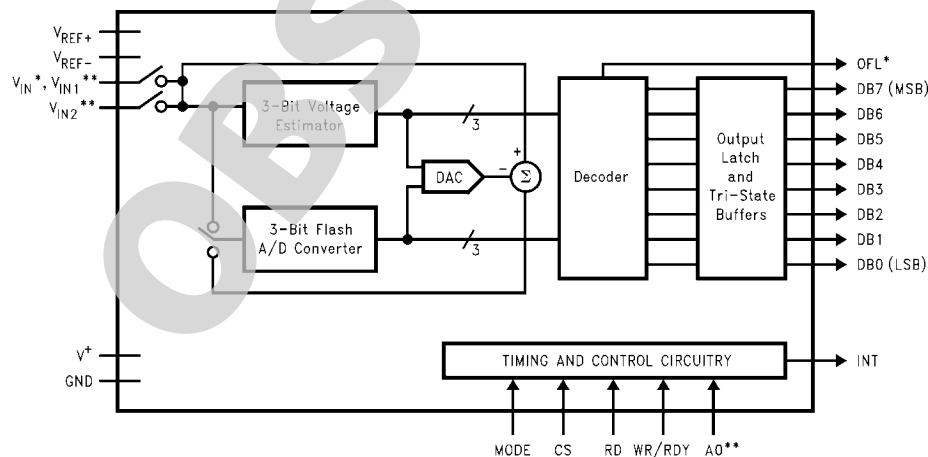 VREF+
VREF-
VIN*, VIN1**
VIN2**
3-Bit Voltage
Estimator
3
DAC
-
+
Σ
3-Bit Flash
A/D Converter
3
Decoder
Output
Latch
and
Tri-State
Buffers
OFL*
DB7 (MSB)
DB6
DB5
DB4
DB3
DB2
DB1
DB0 (LSB)
V+
GND
TIMING AND CONTROL CIRCUITRY
INT
MODE CS RD WR/RDY A0**
OBS